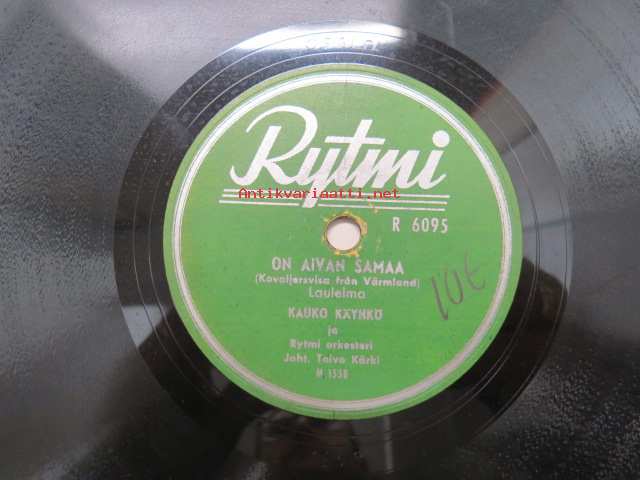 Rytmi
Antikvariaatti.net
R 6095
ON AIVAN SAMAA
(Kavaljersvisa från Värmland)
Laulelma
KAUKO KÄYHKÖ
ja
Rytmi orkesteri
Joht. Toivo Kärki
10€